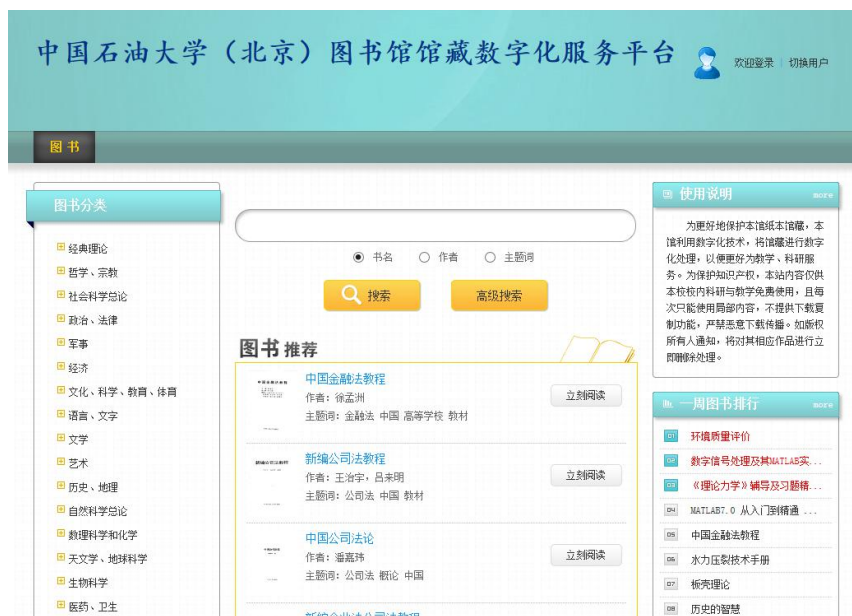 中国石油大学（北京）图书馆馆藏数字化服务平台
欢迎登录 | 切换用户
图书
图书分类
经典理论
哲学、宗教
社会科学总论
政治、法律
军事
经济
文化、科学、教育、体育
语言、文字
文学
艺术
历史、地理
自然科学总论
数理科学和化学
天文学、地球科学
生物科学
医药、卫生
书名 作者 主题词
搜索 高级搜索
图书推荐
中国金融法教程
作者：徐孟洲
主题词：金融法 中国 高等学校 教材
立刻阅读
新编公司法教程
作者：王治宇，吕来明
主题词：公司法 中国 教材
立刻阅读
中国公司法论
作者：潘嘉玮
主题词：公司法 概论 中国
立刻阅读
使用说明 more
为更好地保护本馆纸本馆藏，本
馆利用数字化技术，将馆藏进行数字
化处理，以便更好为教学、科研服
务。为保护知识产权，本站内容仅供
本校校内科研与教学免费使用，且每
次只能使用局部内容，不提供下载复
制功能，严禁恶意下载传播。如版权
所有人通知，将对其相应作品进行立
即删除处理。
一周图书排行 more
01 环境质量评价
02 数字信号处理及其MATLAB实...
03 《理论力学》辅导及习题精...
04 MATLAB7.0 从入门到精通 ...
05 中国金融法教程
06 水力压裂技术手册
07 板壳理论
08 历史的智慧